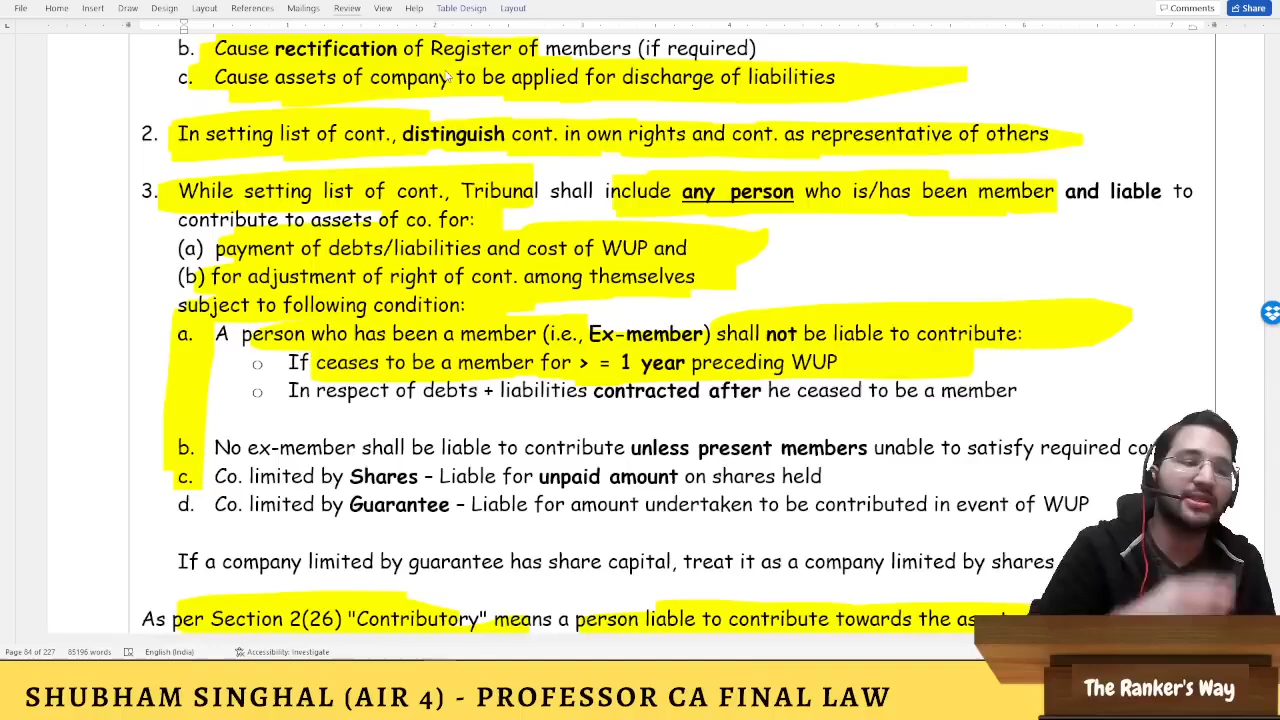 File Home Insert Draw Design Layout References Mailings Review View Help Table Design Layout Comments Share
b. Cause rectification of Register of members (if required)
c. Cause assets of company to be applied for discharge of liabilities
2. In setting list of cont., distinguish cont. in own rights and cont. as representative of others
3. While setting list of cont., Tribunal shall include any person who is/has been member and liable to
contribute to assets of co. for:
(a) payment of debts/liabilities and cost of WUP and
(b) for adjustment of right of cont. among themselves
subject to following condition:
a. A person who has been a member (i.e., Ex-member) shall not be liable to contribute:
o If ceases to be a member for > = 1 year preceding WUP
o In respect of debts + liabilities contracted after he ceased to be a member
b. No ex-member shall be liable to contribute unless present members unable to satisfy required
c. Co. limited by Shares – Liable for unpaid amount on shares held
d. Co. limited by Guarantee – Liable for amount undertaken to be contributed in event of WUP
If a company limited by guarantee has share capital, treat it as a company limited by shares
As per Section 2(26) "Contributory" means a person liable to contribute towards the
Page 84 of 227 85196 words English (India) Accessibility: Investigate
SHUBHAM SINGHAL (AIR 4) - PROFESSOR CA FINAL LAW
The Ranker's Way